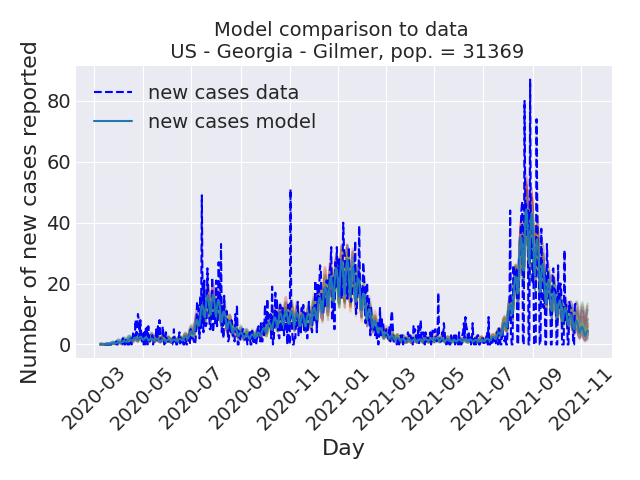 Model comparison to data
US - Georgia - Gilmer, pop. = 31369
Number of new cases reported
80
60
40
20
0
new cases data
new cases model
2020-03
2020-05
2020-07
2020-09
2020-11
2021-01
2021-03
2021-05
2021-07
2021-09
2021-11
Day